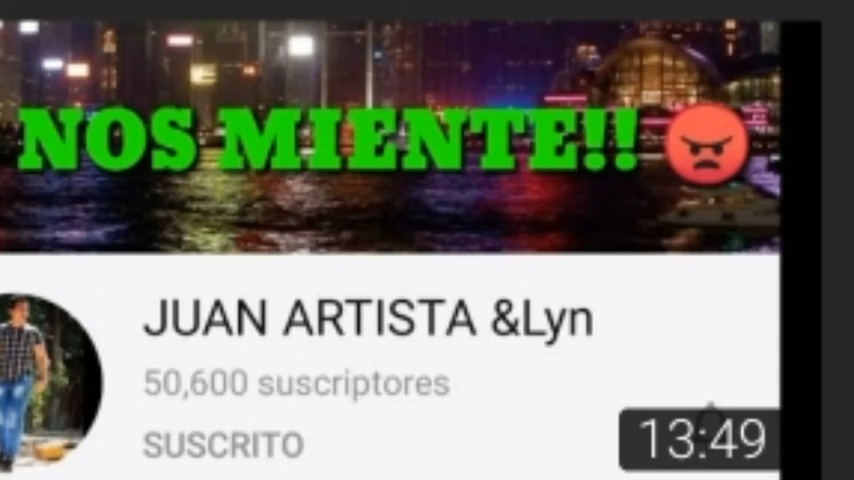 NOS MIENTE!! 😡
JUAN ARTISTA &Lyn
50,600 suscriptores
SUSCRITO
13:49